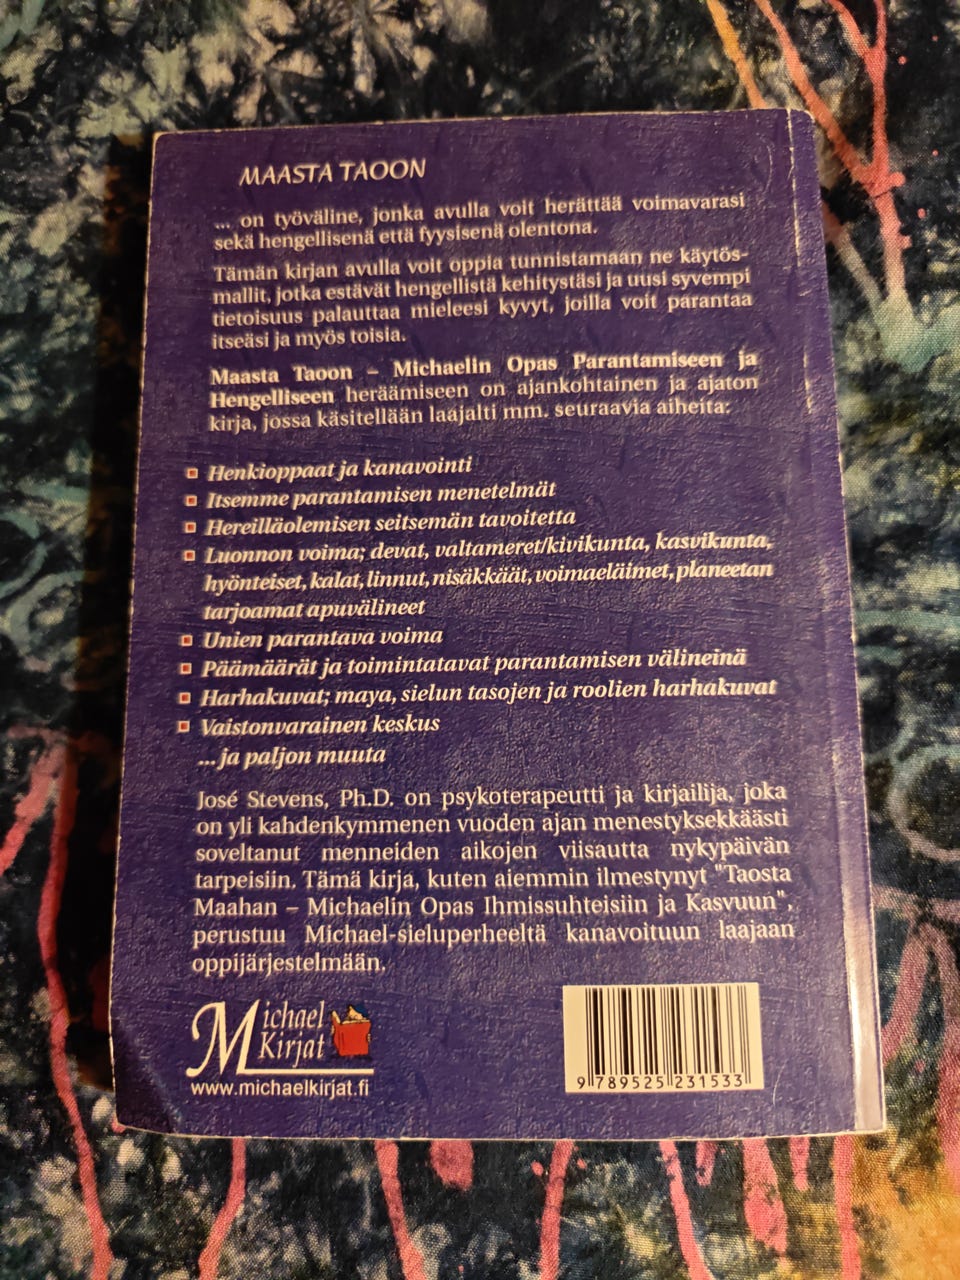 MAASTA TAOON
... on työväline, jonka avulla voit herättää voimavarasi
sekä hengellisenä että fyysisenä olentona.
Tämän kirjan avulla voit oppia tunnistamaan ne käytös-
mallit, jotka estävät hengellistä kehitystäsi ja uusi syvempi
tietoisuus palauttaa mieleesi kyvyt, joilla voit parantaa
itseäsi ja myös toisia.
Maasta Taoon – Michaelin Opas Parantamiseen ja
Hengelliseen heräämiseen on ajankohtainen ja ajaton
kirja, jossa käsitellään laajalti mm. seuraavia aiheita:
Henkioppaat ja kanavointi
Itsemme parantamisen menetelmät
Hereilläolemisen seitsemän tavoitetta
Luonnon voima; devat, valtameret/kivikunta, kasvikunta,
hyönteiset, kalat, linnut, nisäkkäät, voimaeläimet, planeetan
tarjoamat apuvälineet
Unien parantava voima
Päämäärät ja toimintatavat parantamisen välineinä
Harhakuvat; maya, sielun tasojen ja roolien harhakuvat
Vaistonvarainen keskus
... ja paljon muuta
José Stevens, Ph.D. on psykoterapeutti ja kirjailija, joka
on yli kahdenkymmenen vuoden ajan menestyksekkäästi
soveltanut menneiden aikojen viisautta nykypäivän
tarpeisiin. Tämä kirja, kuten aiemmin ilmestynyt "Taosta
Maahan – Michaelin Opas Ihmissuhteisiin ja Kasvuun",
perustuu Michael-sieluperheeltä kanavoituun laajaan
oppijärjestelmään.
Michael
Kirjat
www.michaelkirjat.fi
9 789525 231533